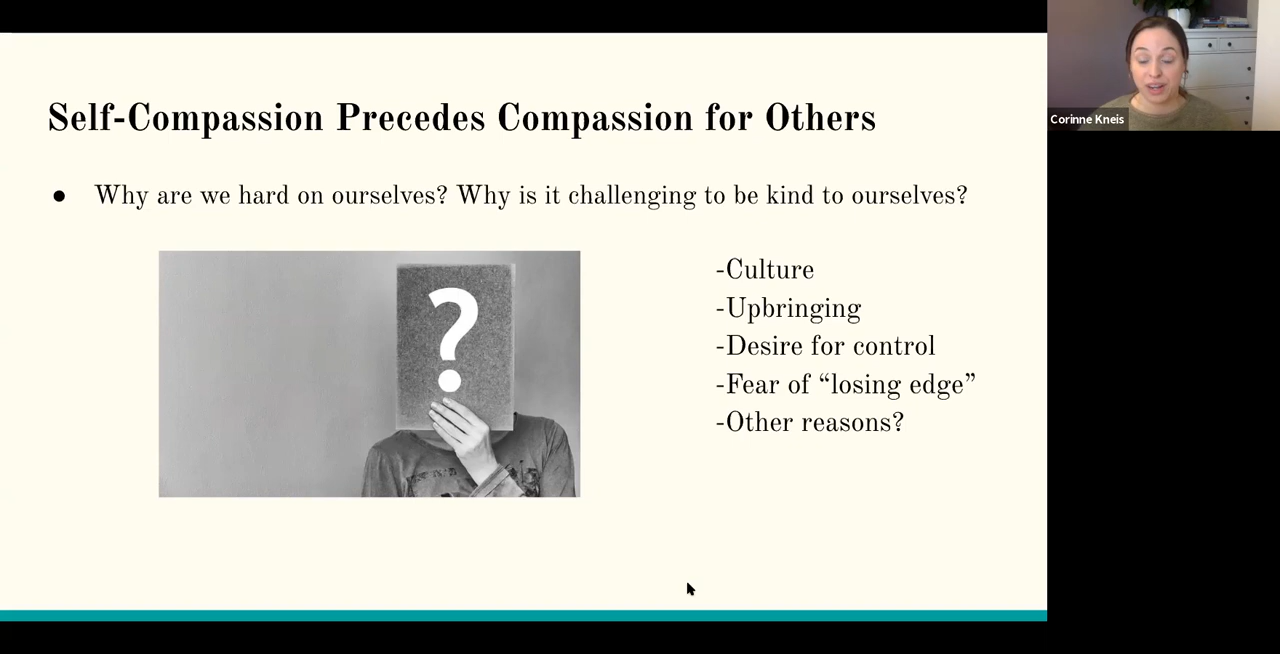 Self-Compassion Precedes Compassion for Others
● Why are we hard on ourselves? Why is it challenging to be kind to ourselves?
?
-Culture
-Upbringing
-Desire for control
-Fear of “losing edge”
-Other reasons?
Corinne Kneis